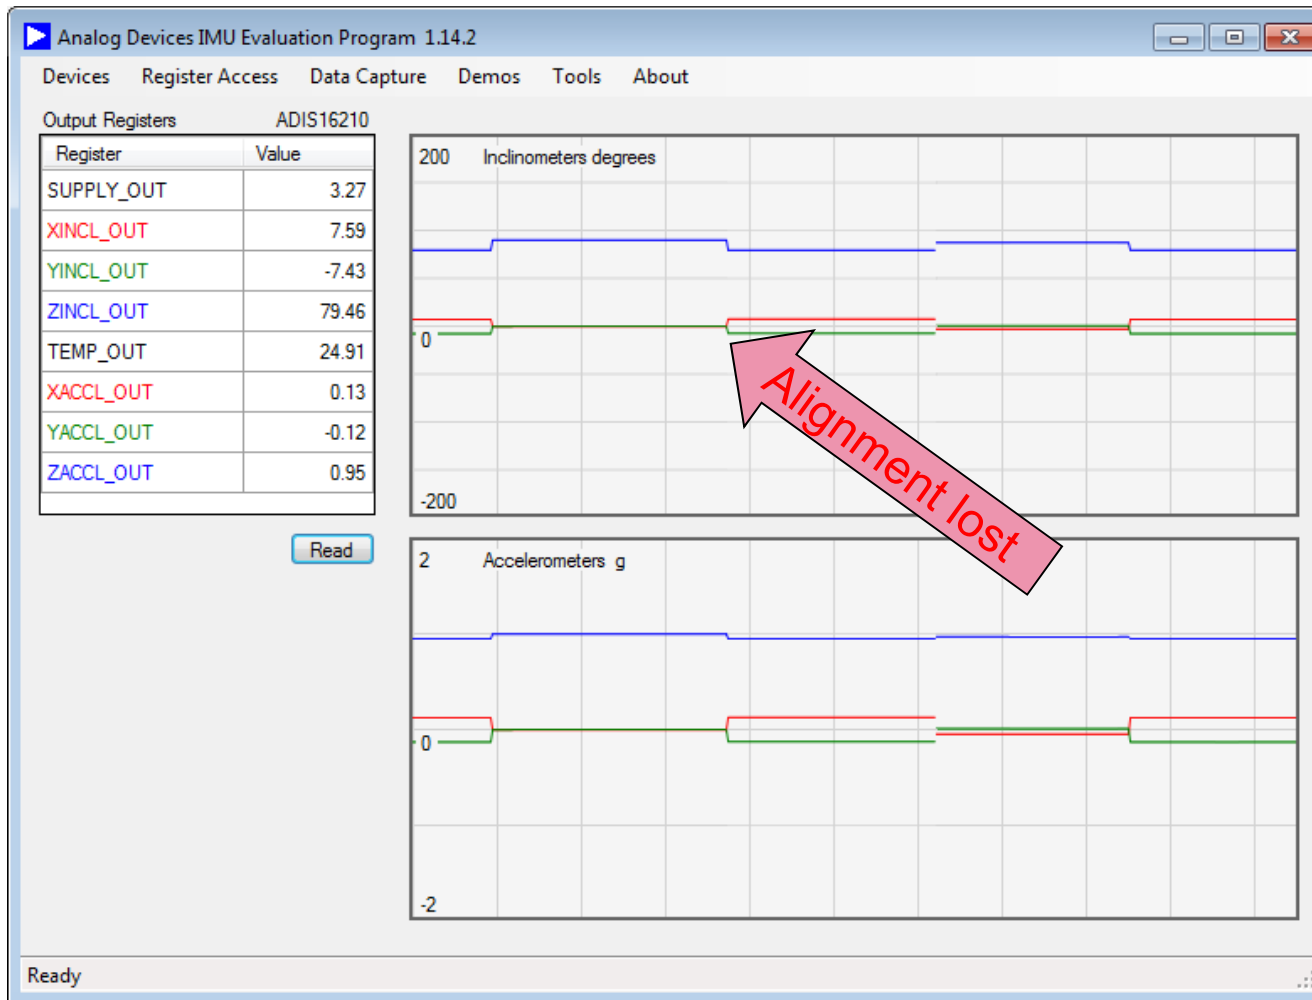 Analog Devices IMU Evaluation Program 1.14.2
Devices Register Access Data Capture Demos Tools About
Output Registers ADIS16210
Register Value
SUPPLY_OUT 3.27
XINCL_OUT 7.59
YINCL_OUT -7.43
ZINCL_OUT 79.46
TEMP_OUT 24.91
XACCL_OUT 0.13
YACCL_OUT -0.12
ZACCL_OUT 0.95
Read
200 Inclinometers degrees
0
-200
Alignment lost
2 Accelerometers g
0
-2
Ready